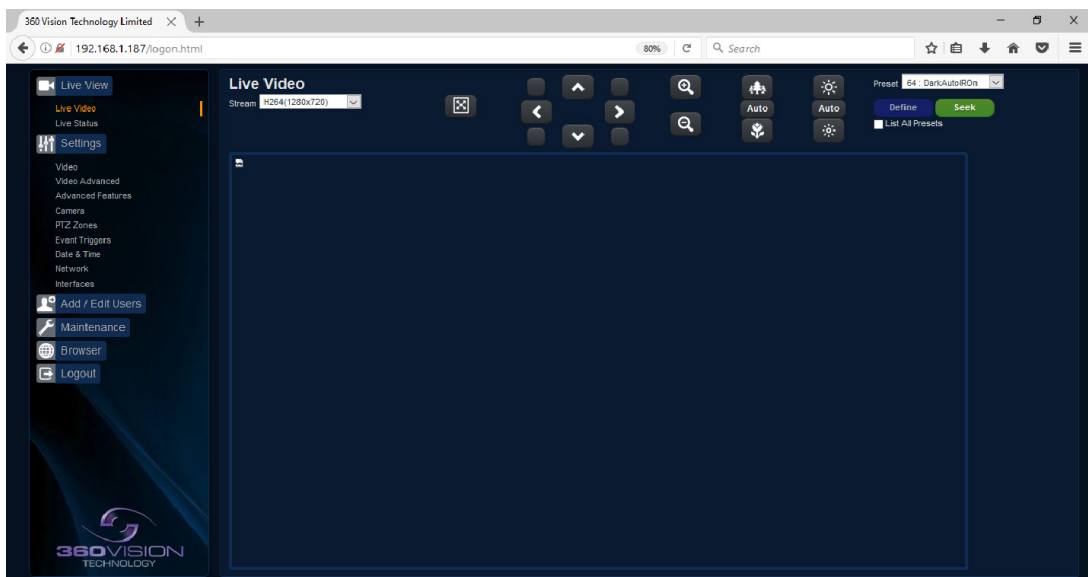 360 Vision Technology Limited
192.168.1.187/logon.html
80%
Search
Live View
Live Video
Live Status
Settings
Video
Video Advanced
Advanced Features
Camera
PTZ Zones
Event Triggers
Date & Time
Network
Interfaces
Add / Edit Users
Maintenance
Browser
Logout
360VISION
TECHNOLOGY
Live Video
Stream H264(1280x720)
Auto
Auto
Preset 64 : DarkAutoIROn
Define Seek
List All Presets